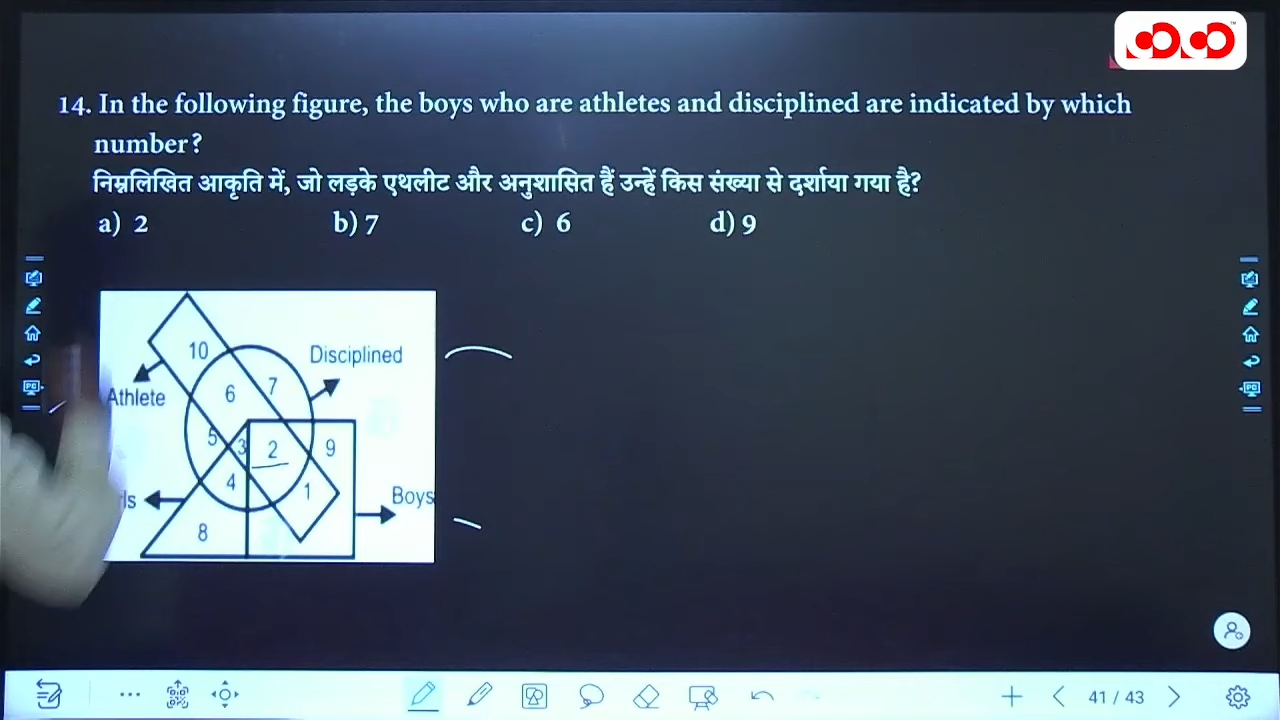 14. In the following figure, the boys who are athletes and disciplined are indicated by which
number?
निम्नलिखित आकृति में, जो लड़के एथलीट और अनुशासित हैं उन्हें किस संख्या से दर्शाया गया है?
a) 2 b) 7 c) 6 d) 9
10
Disciplined
Athlete
6
7
5
3
2
9
4
1
ls
Boys
8
41 / 43